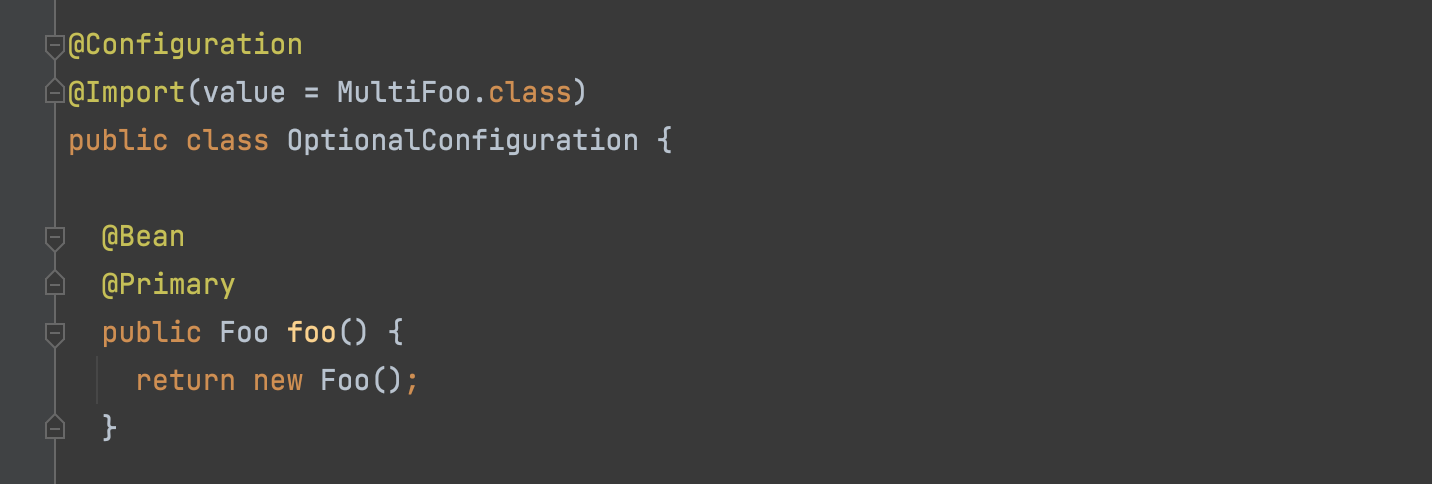 @Configuration
@Import(value = MultiFoo.class)
public class OptionalConfiguration {
@Bean
@Primary
public Foo foo() {
return new Foo();
}